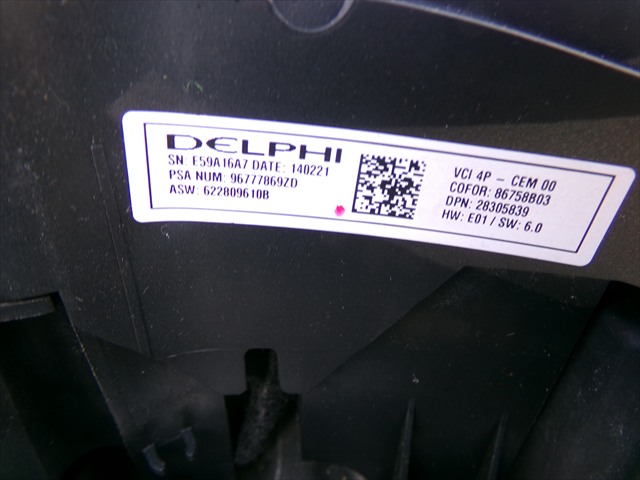 DELPHI
SN: E59A16A7 DATE: 140221
PSA NUM: 96777869ZD
ASW: 622809610B
VCI 4P - CEM 00
COFOR: 86758B03
DPN: 28305839
HW: E01 / SW: 6.0